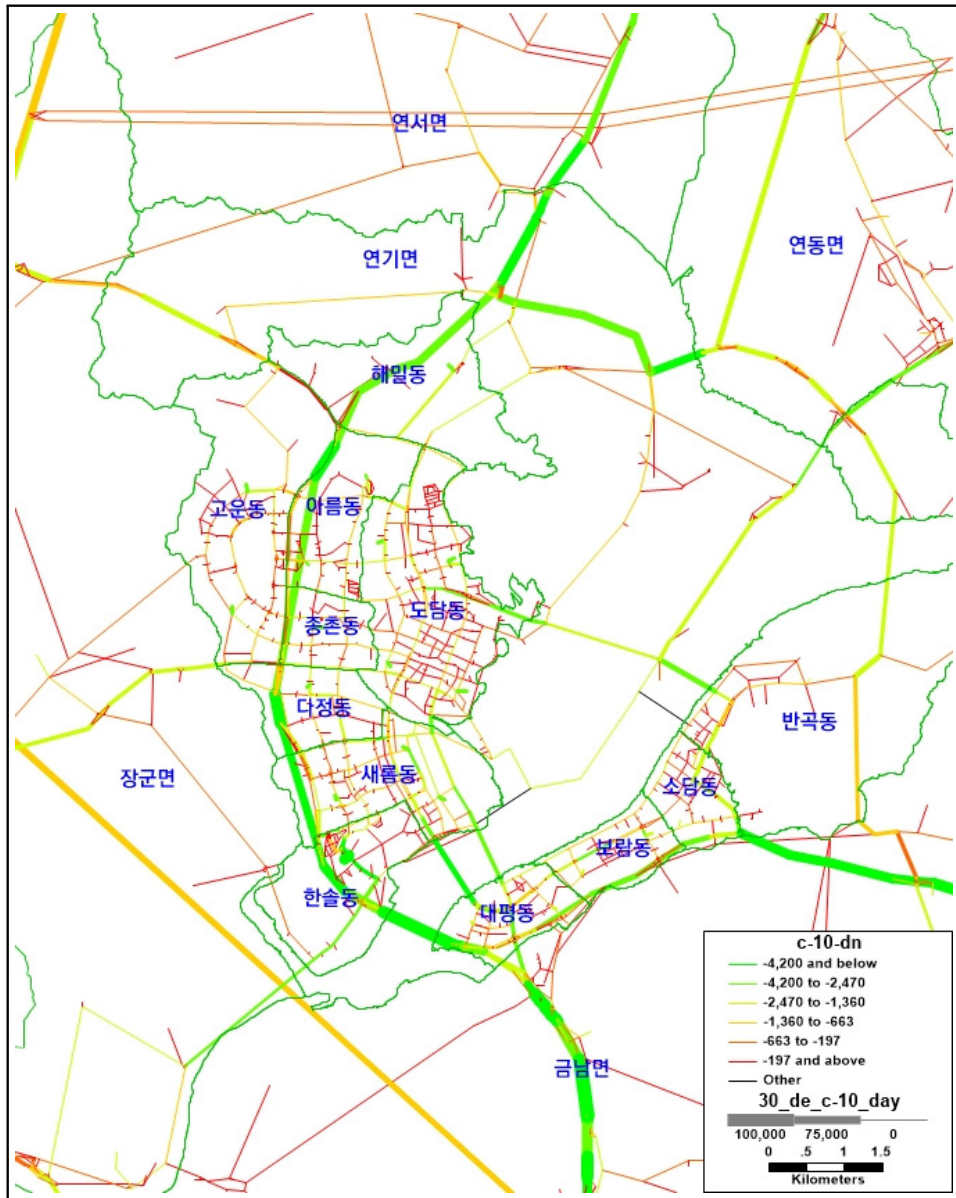 연서면
연기면
연동면
해밀동
고운동
아름동
종촌동
도담동
다정동
반곡동
장군면
새롬동
소담동
보람동
한솔동
대평동
금남면
c-10-dn
-4,200 and below
-4,200 to -2,470
-2,470 to -1,360
-1,360 to -663
-663 to -197
-197 and above
Other
30_de_c-10_day
100,000 75,000 0
0 .5 1 1.5
Kilometers